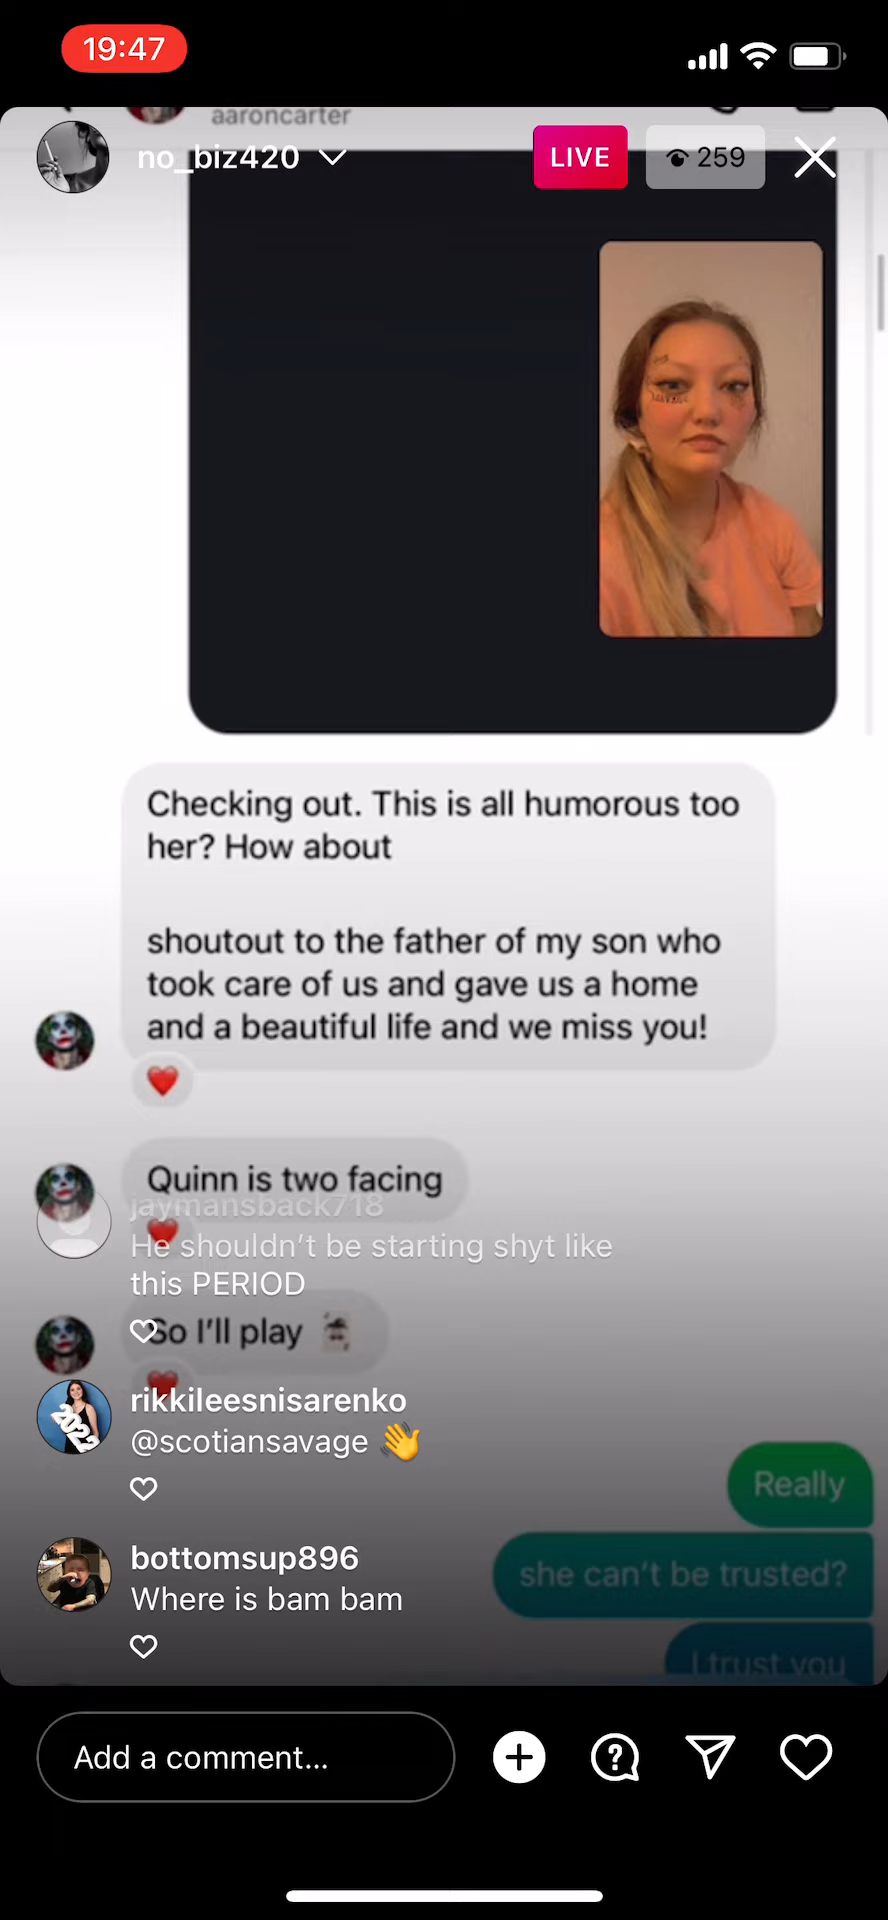 19:47
aaroncarter
no_biz420
LIVE
259
Checking out. This is all humorous too
her? How about
shoutout to the father of my son who
took care of us and gave us a home
and a beautiful life and we miss you!
Quinn is two facing
jaymansback718
He shouldn't be starting shyt like
this PERIOD
So I'll play
rikkileesnisarenko
@scotiansavage 👋
2022
Really
she can't be trusted?
bottomsup896
Where is bam bam
I trust you
Add a comment...